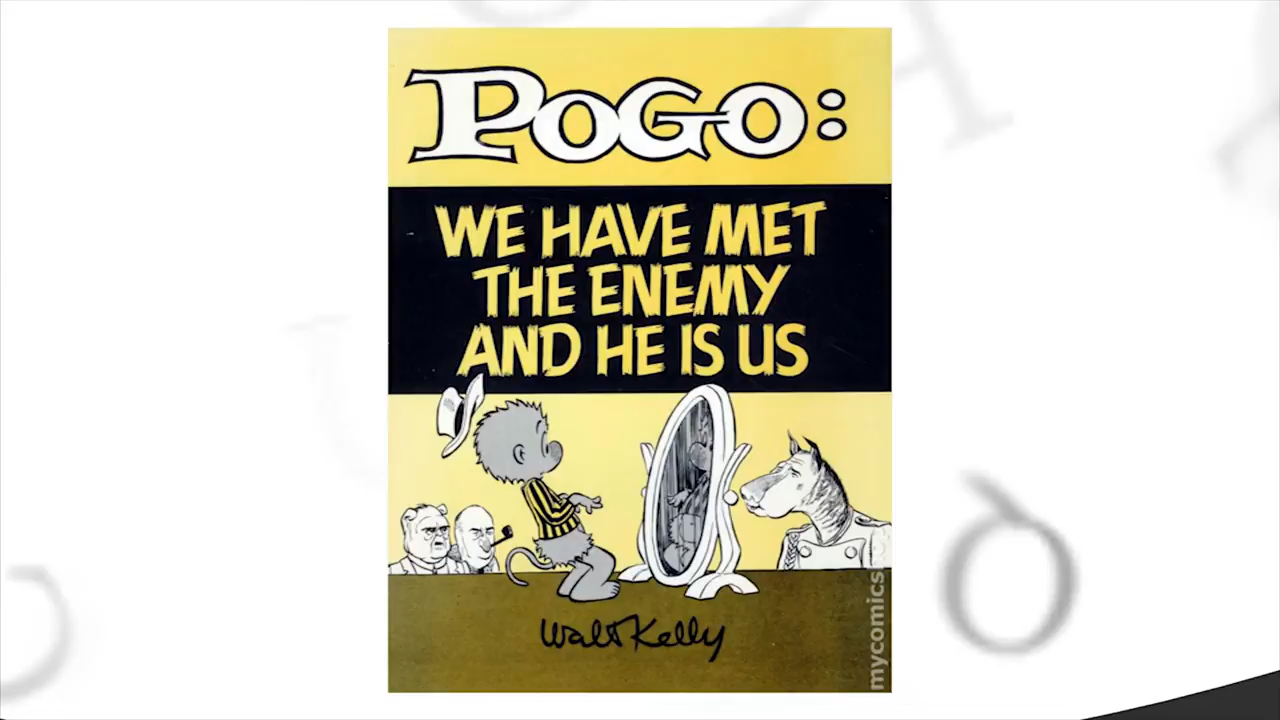 POGO:
WE HAVE MET
THE ENEMY
AND HE IS US
Walt Kelly
mycomics